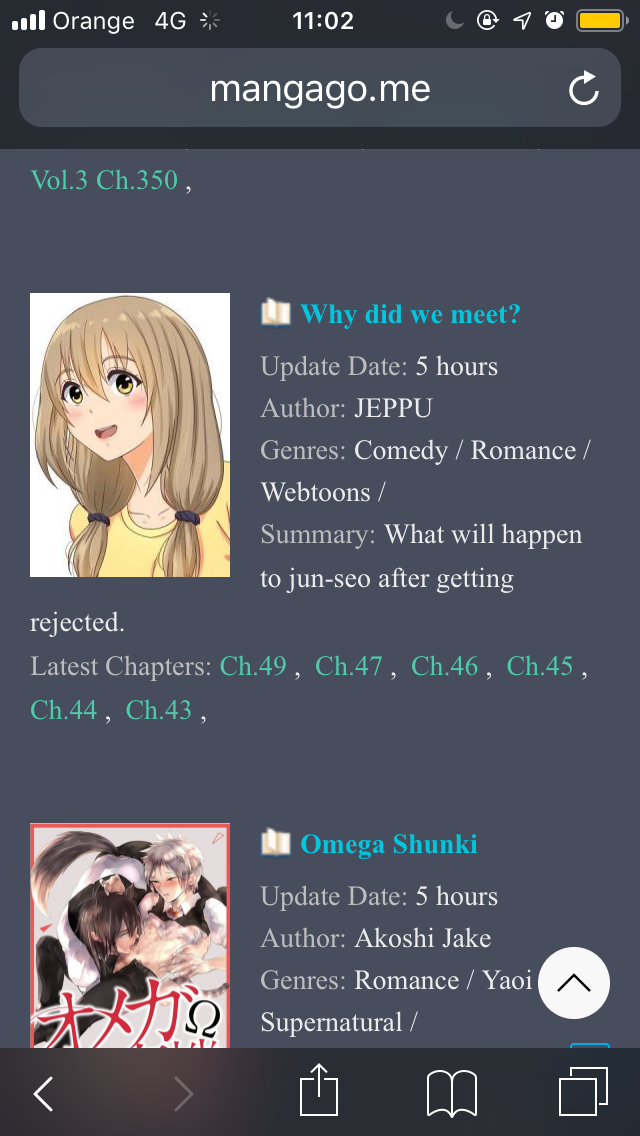 Orange 4G 11:02
mangago.me
Vol.3 Ch.350 ,
Why did we meet?
Update Date: 5 hours
Author: JEPPU
Genres: Comedy / Romance /
Webtoons /
Summary: What will happen
to jun-seo after getting
rejected.
Latest Chapters: Ch.49 , Ch.47 , Ch.46 , Ch.45 ,
Ch.44 , Ch.43 ,
Omega Shunki
Update Date: 5 hours
Author: Akoshi Jake
Genres: Romance / Yaoi
Supernatural /
オメガΩ